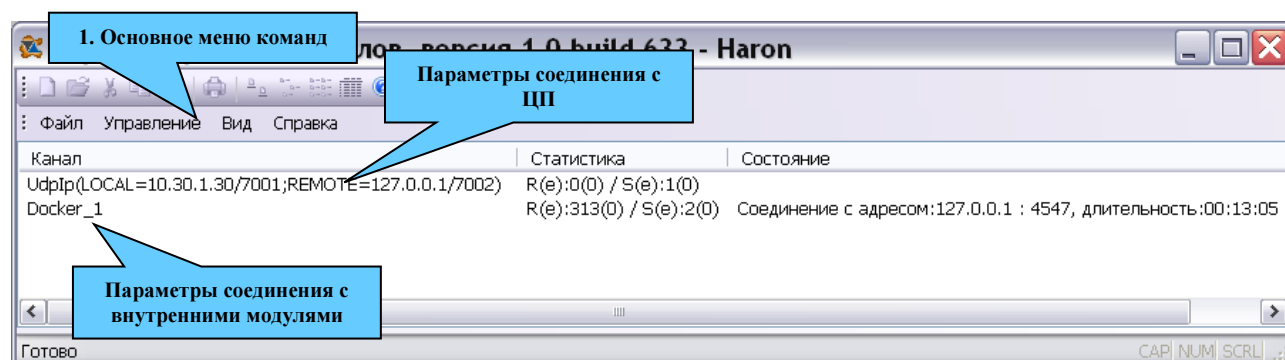 1. Основное меню команд
лов, версия 1.0 build 633 - Haron
Параметры соединения с
ЦП
Файл Управление Вид Справка
Канал Статистика Состояние
UdpIp(LOCAL=10.30.1.30/7001;REMOTE=127.0.0.1/7002) R(e):0(0) / S(e):1(0)
Docker_1 R(e):313(0) / S(e):2(0) Соединение с адресом:127.0.0.1 : 4547, длительность:00:13:05
Параметры соединения с
внутренними модулями
Готово CAP NUM SCRL